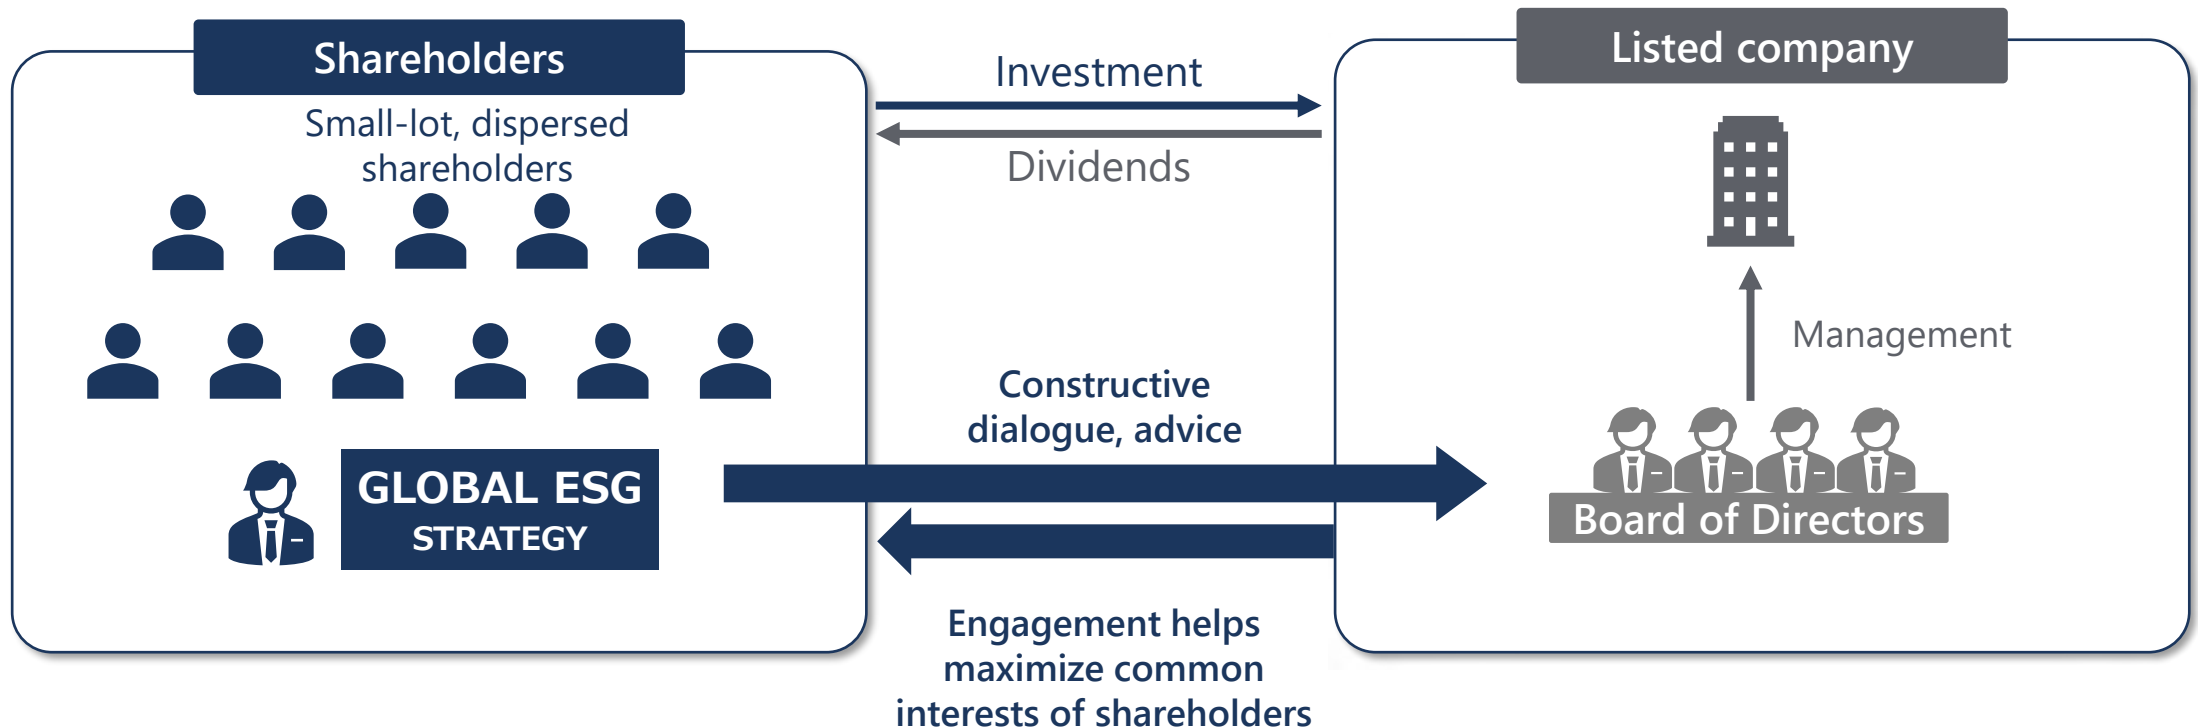 Shareholders
Small-lot, dispersed
shareholders
Investment
Dividends
Listed company
Management
Constructive
dialogue, advice
GLOBAL ESG
STRATEGY
Board of Directors
Engagement helps
maximize common
interests of shareholders